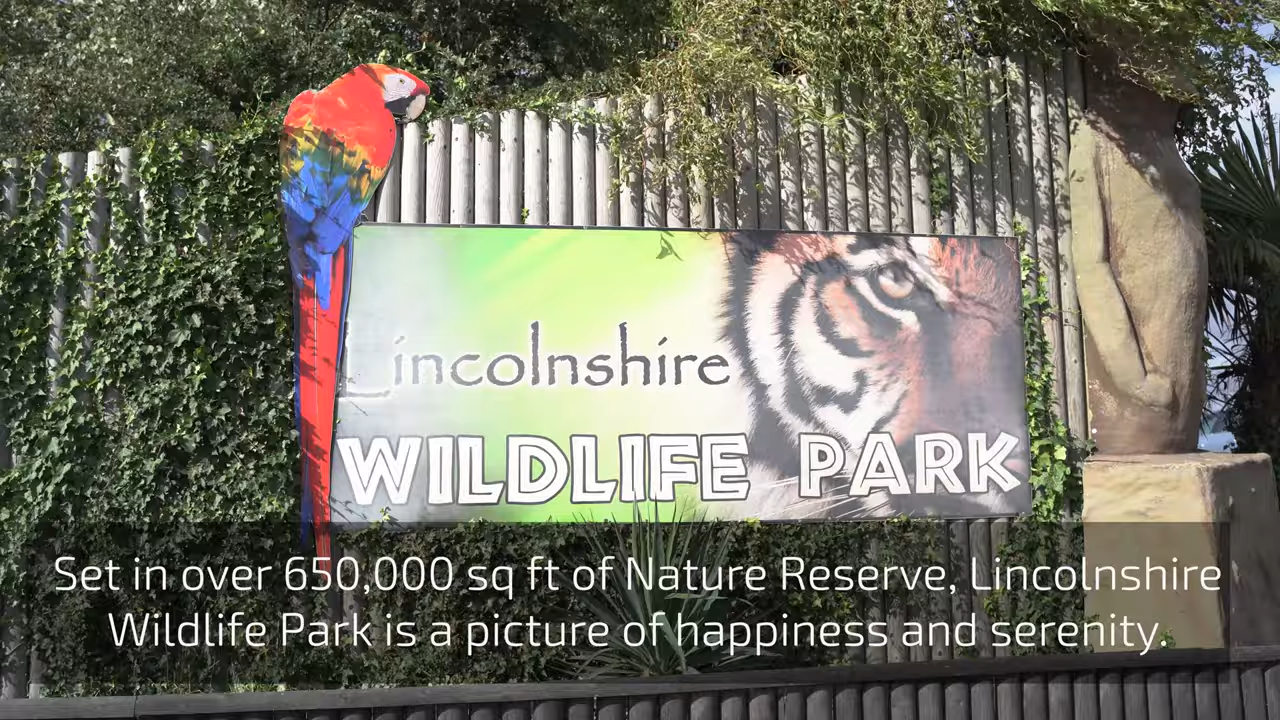 Lincolnshire
WILDLIFE PARK
Set in over 650,000 sq ft of Nature Reserve, Lincolnshire
Wildlife Park is a picture of happiness and serenity